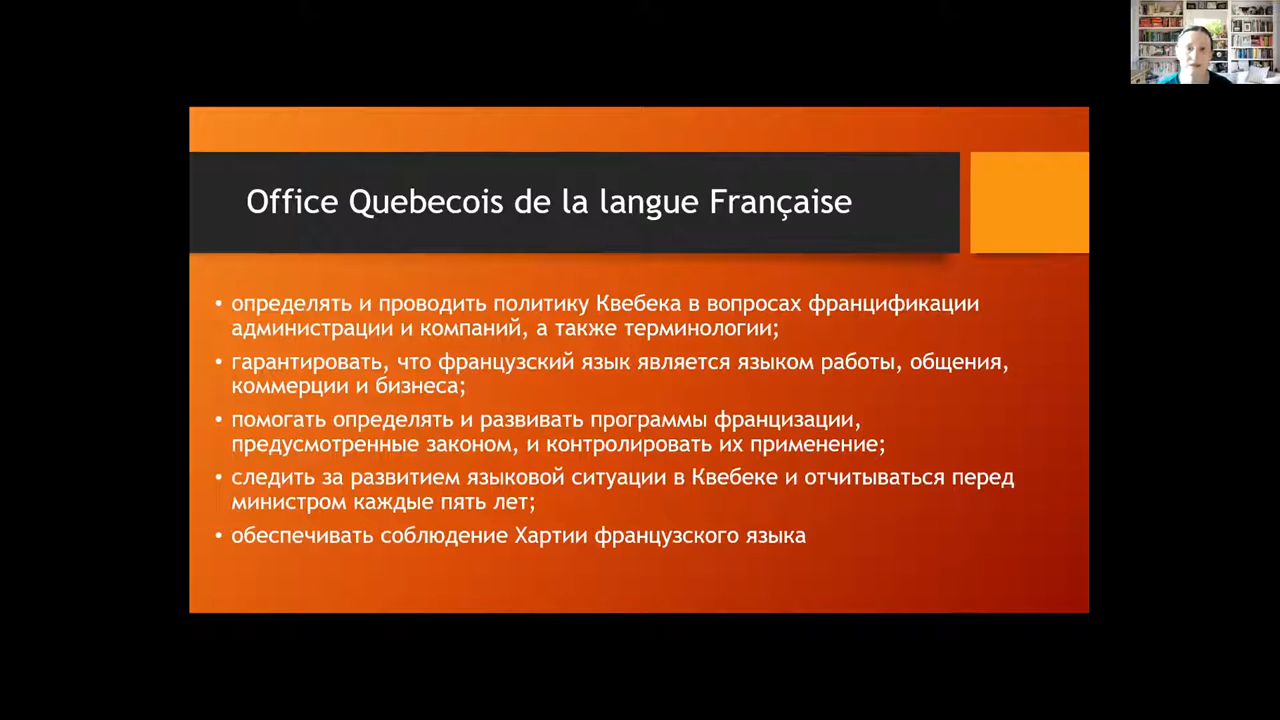 Office Quebecois de la langue Française
• определять и проводить политику Квебека в вопросах францификации
администрации и компаний, а также терминологии;
• гарантировать, что французский язык является языком работы, общения,
коммерции и бизнеса;
• помогать определять и развивать программы францизации,
предусмотренные законом, и контролировать их применение;
• следить за развитием языковой ситуации в Квебеке и отчитываться перед
министром каждые пять лет;
• обеспечивать соблюдение Хартии французского языка